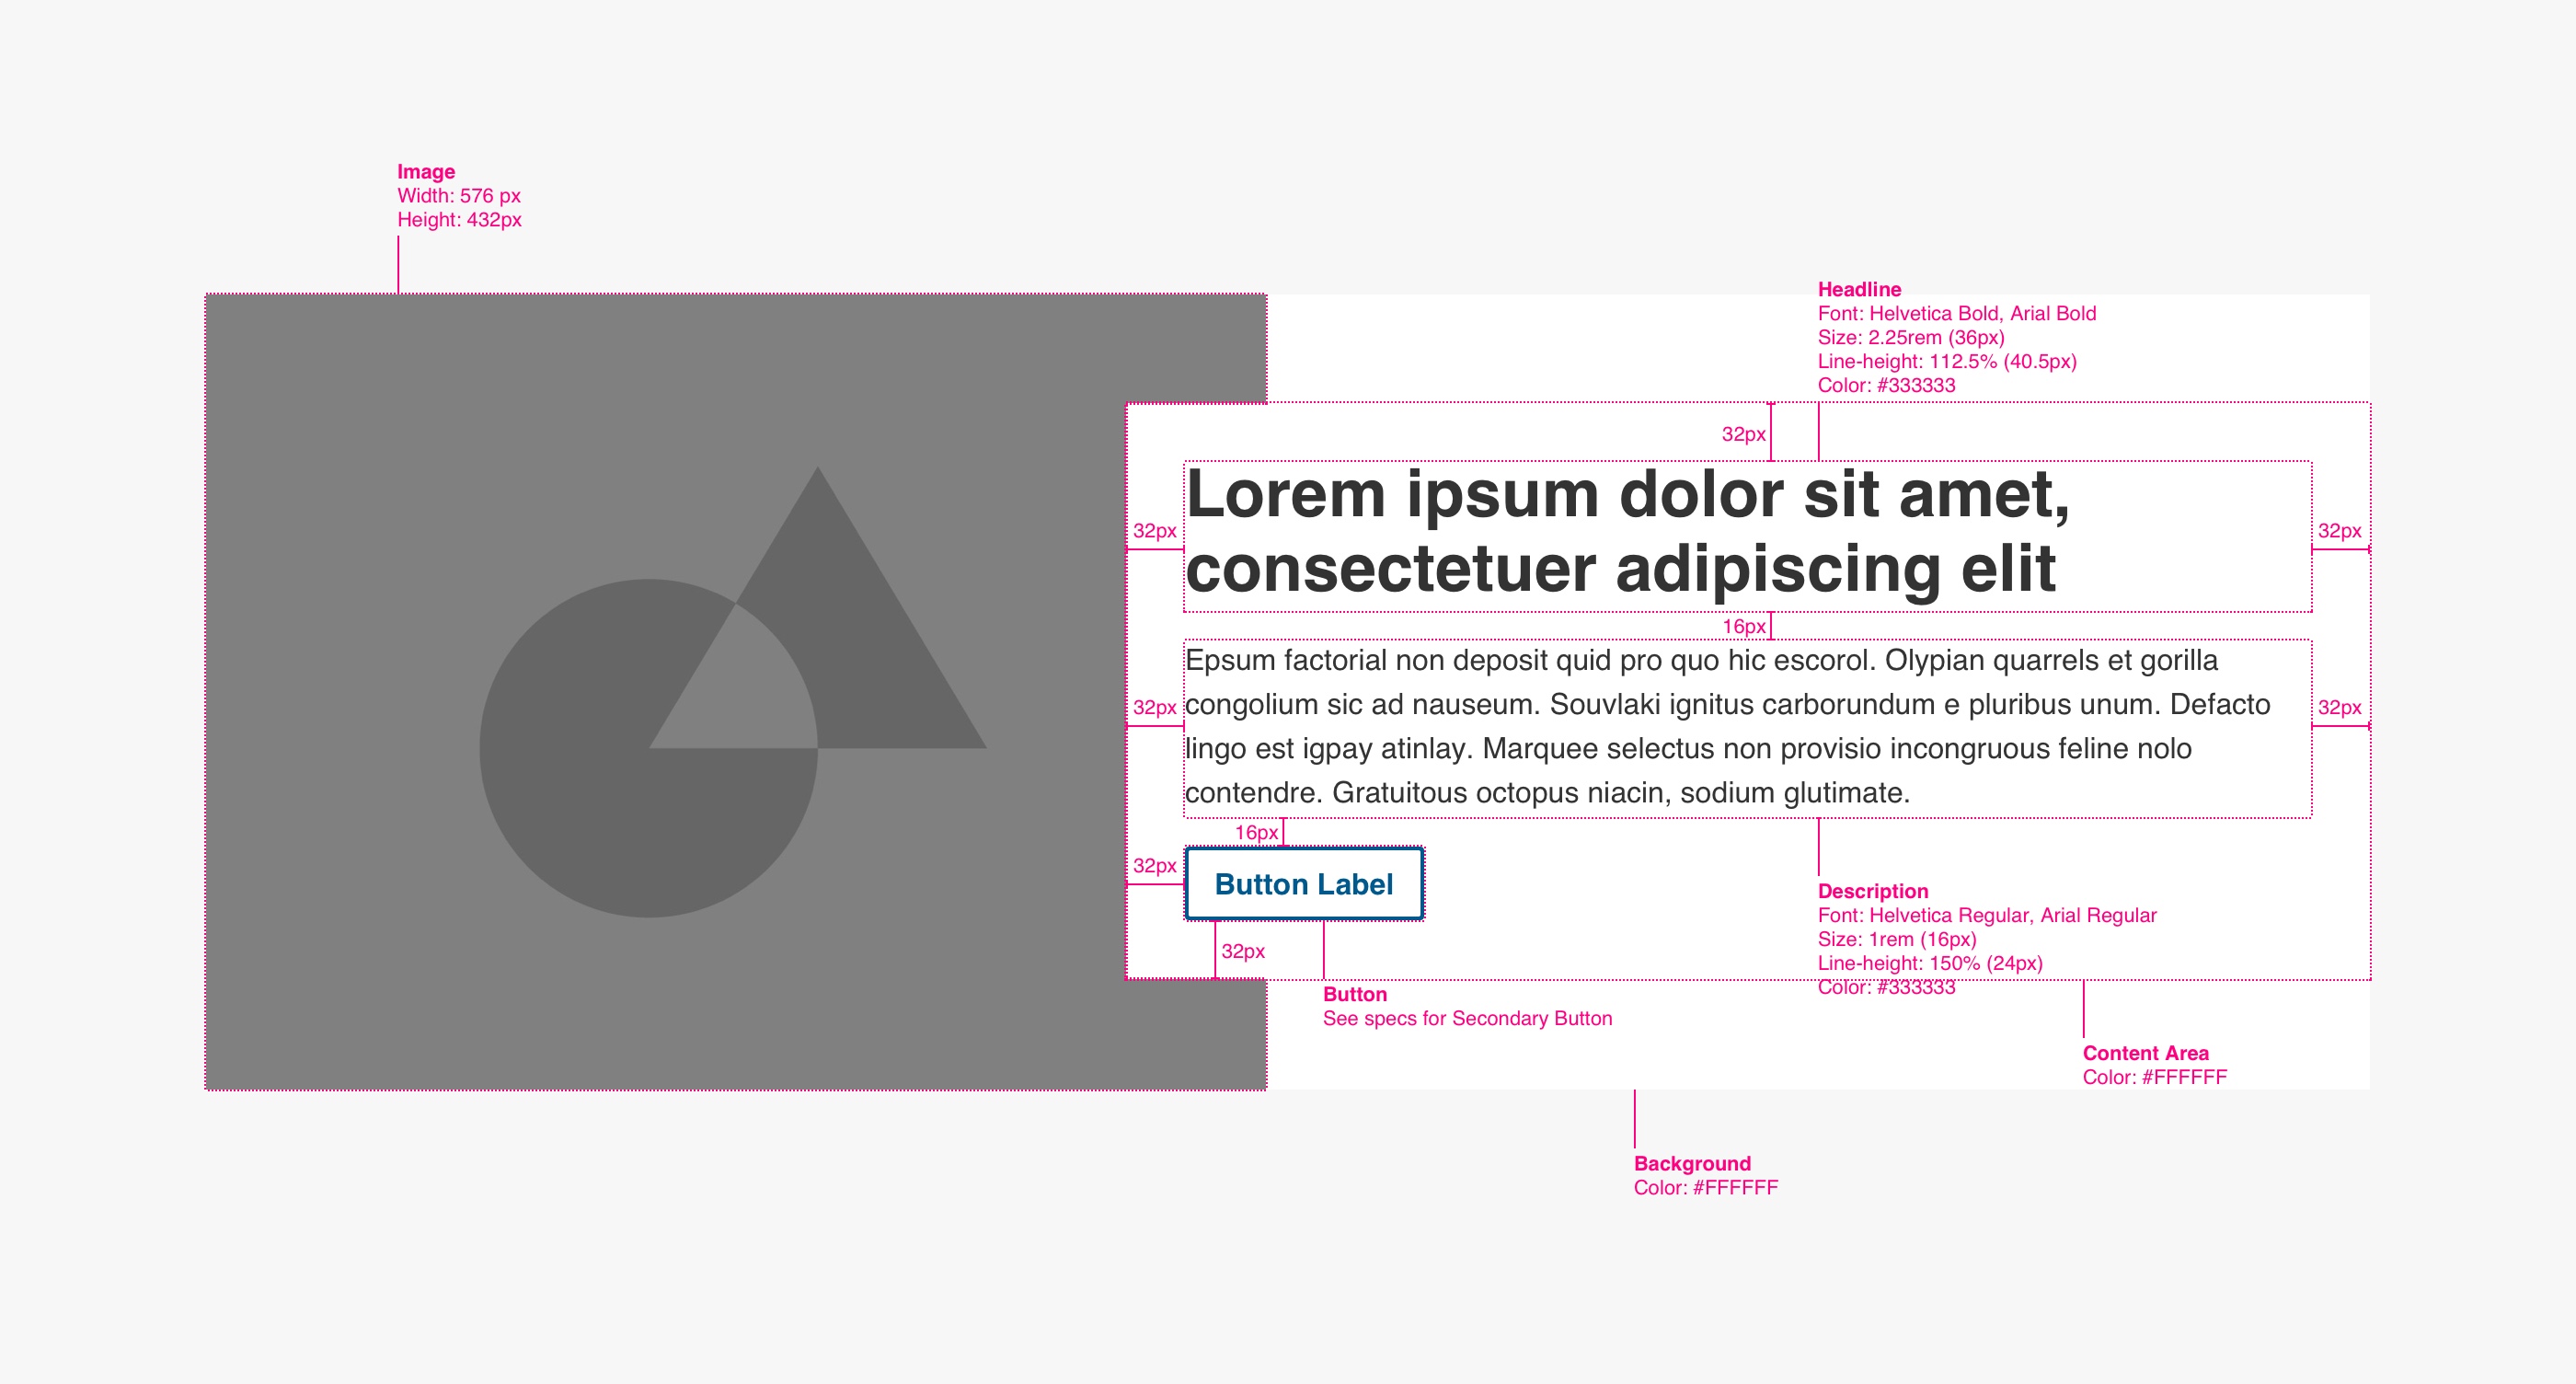 Image
Width: 576 px
Height: 432px
Headline
Font: Helvetica Bold, Arial Bold
Size: 2.25rem (36px)
Line-height: 112.5% (40.5px)
Color: #333333
32px
Lorem ipsum dolor sit amet,
32px
32px
consectetuer adipiscing elit
16px
Epsum factorial non deposit quid pro quo hic escorol. Olypian quarrels et gorilla
32px
congolium sic ad nauseum. Souvlaki ignitus carborundum e pluribus unum. Defacto
32px
lingo est igpay atinlay. Marquee selectus non provisio incongruous feline nolo
contendre. Gratuitous octopus niacin, sodium glutimate.
16px
32px
Button Label
32px
Description
Font: Helvetica Regular, Arial Regular
Size: 1rem (16px)
Line-height: 150% (24px)
Color: #333333
Button
See specs for Secondary Button
Content Area
Color: #FFFFFF
Background
Color: #FFFFFF